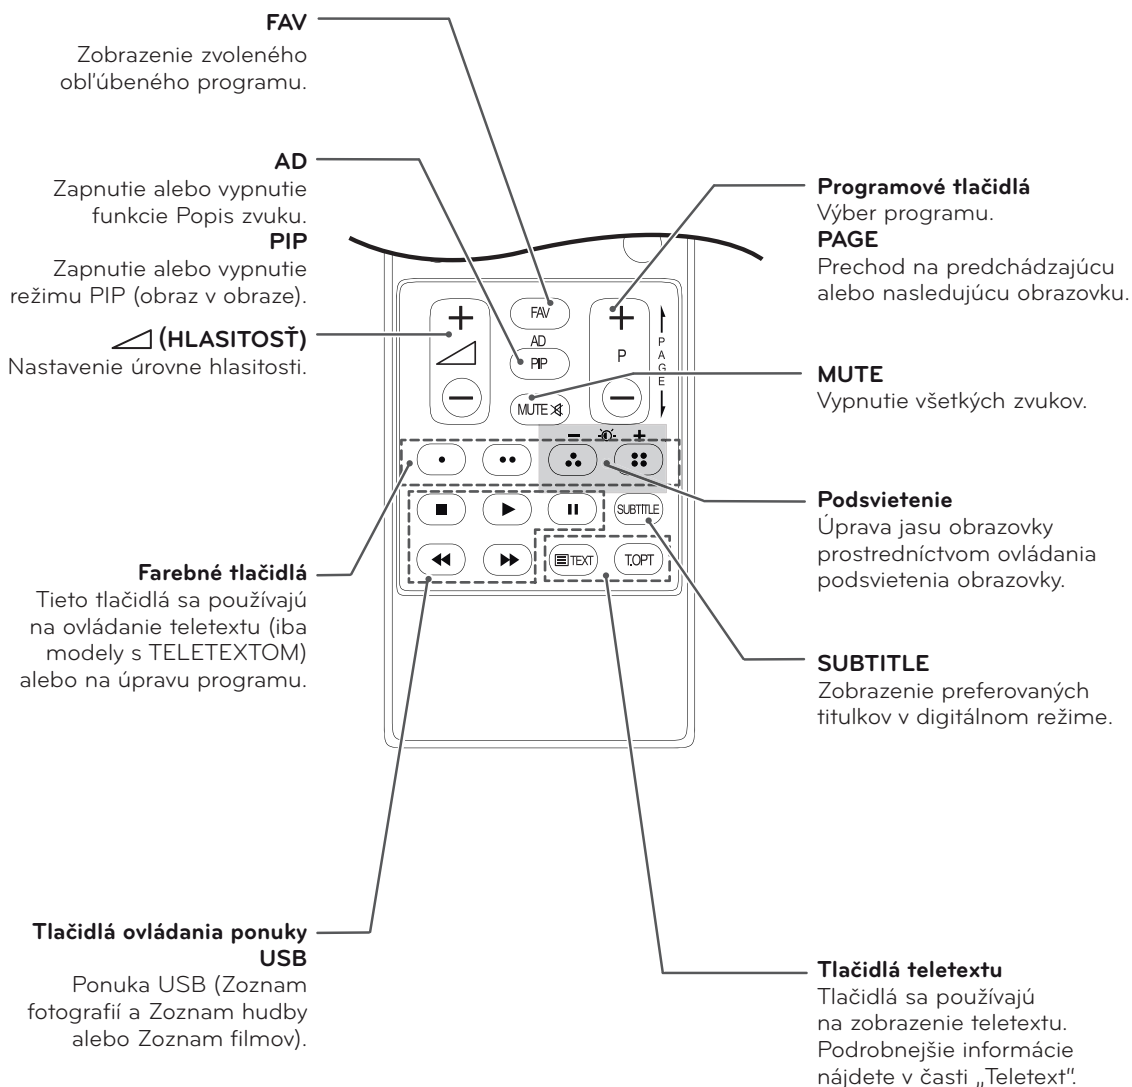 FAV
Zobrazenie zvoleného
obľúbeného programu.
AD
Zapnutie alebo vypnutie
funkcie Popis zvuku.
PIP
Zapnutie alebo vypnutie
režimu PIP (obraz v obraze).
(HLASITOSŤ)
Nastavenie úrovne hlasitosti.
Farebné tlačidlá
Tieto tlačidlá sa používajú
na ovládanie teletextu (iba
modely s TELETEXTOM)
alebo na úpravu programu.
Tlačidlá ovládania ponuky
USB
Ponuka USB (Zoznam
fotografií a Zoznam hudby
alebo Zoznam filmov).
FAV
AD
PIP
MUTE
P
PAGE
SUBTITLE
TEXT
T.OPT
Programové tlačidlá
Výber programu.
PAGE
Prechod na predchádzajúcu
alebo nasledujúcu obrazovku.
MUTE
Vypnutie všetkých zvukov.
Podsvietenie
Úprava jasu obrazovky
prostredníctvom ovládania
podsvietenia obrazovky.
SUBTITLE
Zobrazenie preferovaných
titulkov v digitálnom režime.
Tlačidlá teletextu
Tlačidlá sa používajú
na zobrazenie teletextu.
Podrobnejšie informácie
nájdete v časti „Teletext“.